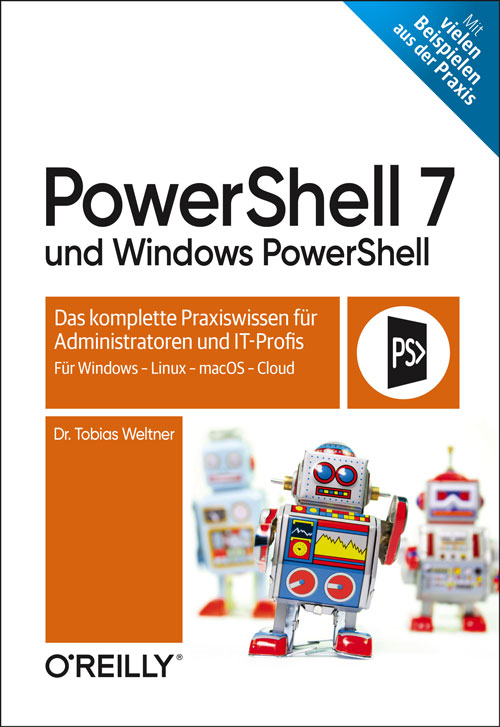 Mit
vielen
Beispielen
aus der Praxis
PowerShell 7
und Windows PowerShell
Das komplette Praxiswissen für
Administratoren und IT-Profis
Für Windows – Linux – macOS – Cloud
PS>
Dr. Tobias Weltner
O'REILLY®